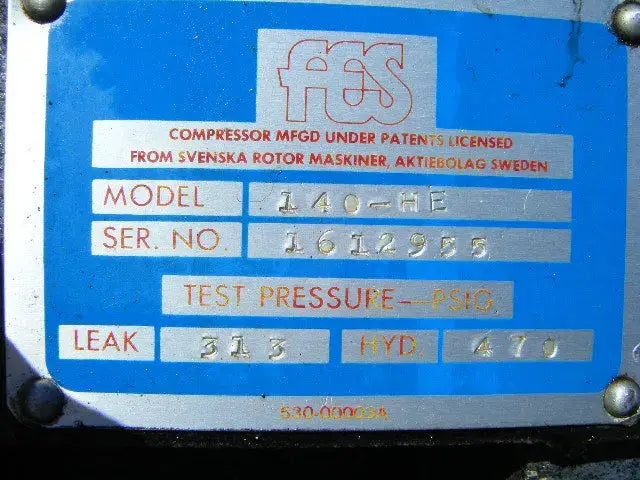 FES
COMPRESSOR MFGD UNDER PATENTS LICENSED
FROM SVENSKA ROTOR MASKINER, AKTIEBOLAG SWEDEN
MODEL 140-HE
SER. NO. 1612955
TEST PRESSURE—PSIG
LEAK 313 HYD. 470
530-000034